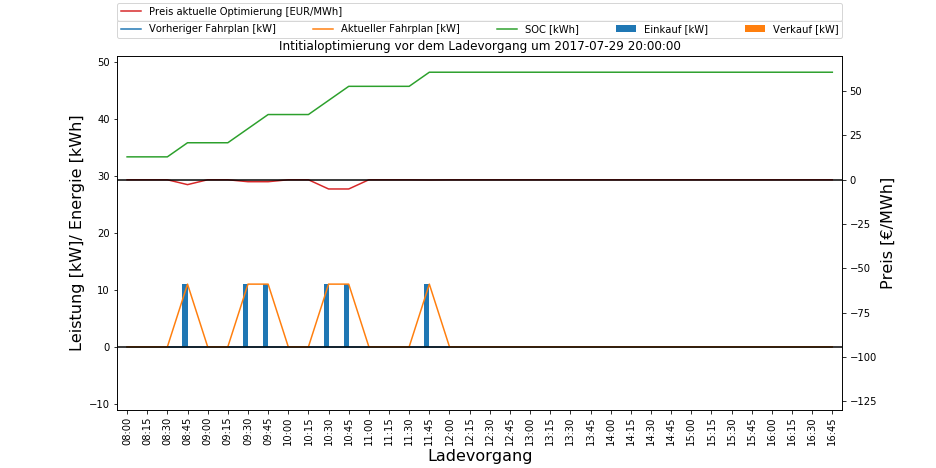 Preis aktuelle Optimierung [EUR/MWh]
Vorheriger Fahrplan [kW] Aktueller Fahrplan [kW] SOC [kWh] Einkauf [kW] Verkauf [kW]
Intitialoptimierung vor dem Ladevorgang um 2017-07-29 20:00:00
Leistung [kW]/ Energie [kWh]
50
40
30
20
10
0
−10
Preis [€/MWh]
50
25
0
−25
−50
−75
−100
−125
08:00 08:15 08:30 08:45 09:00 09:15 09:30 09:45 10:00 10:15 10:30 10:45 11:00 11:15 11:30 11:45 12:00 12:15 12:30 12:45 13:00 13:15 13:30 13:45 14:00 14:15 14:30 14:45 15:00 15:15 15:30 15:45 16:00 16:15 16:30 16:45
Ladevorgang